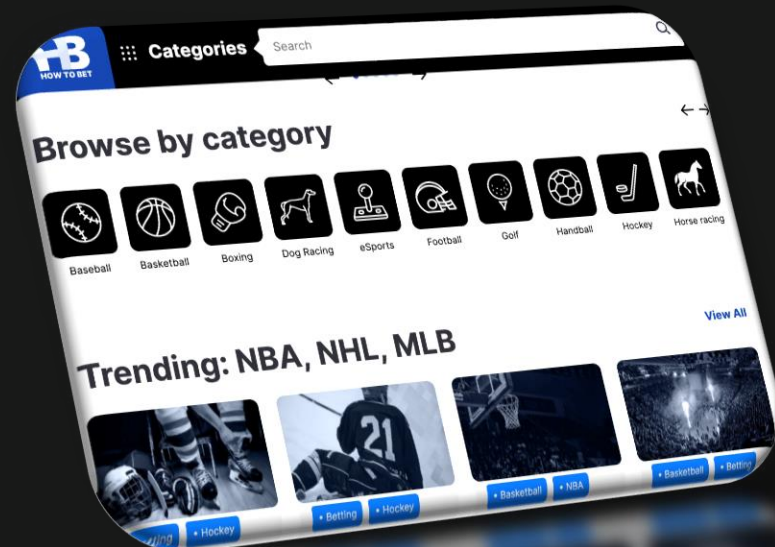 HB
HOW TO BET
Categories
Search
Browse by category
Baseball
Basketball
Boxing
Dog Racing
eSports
Football
Golf
Handball
Hockey
Horse racing
Trending: NBA, NHL, MLB
View All
21
• Hockey
• Betting
• Hockey
• Basketball
• NBA
• Basketball
• Betting